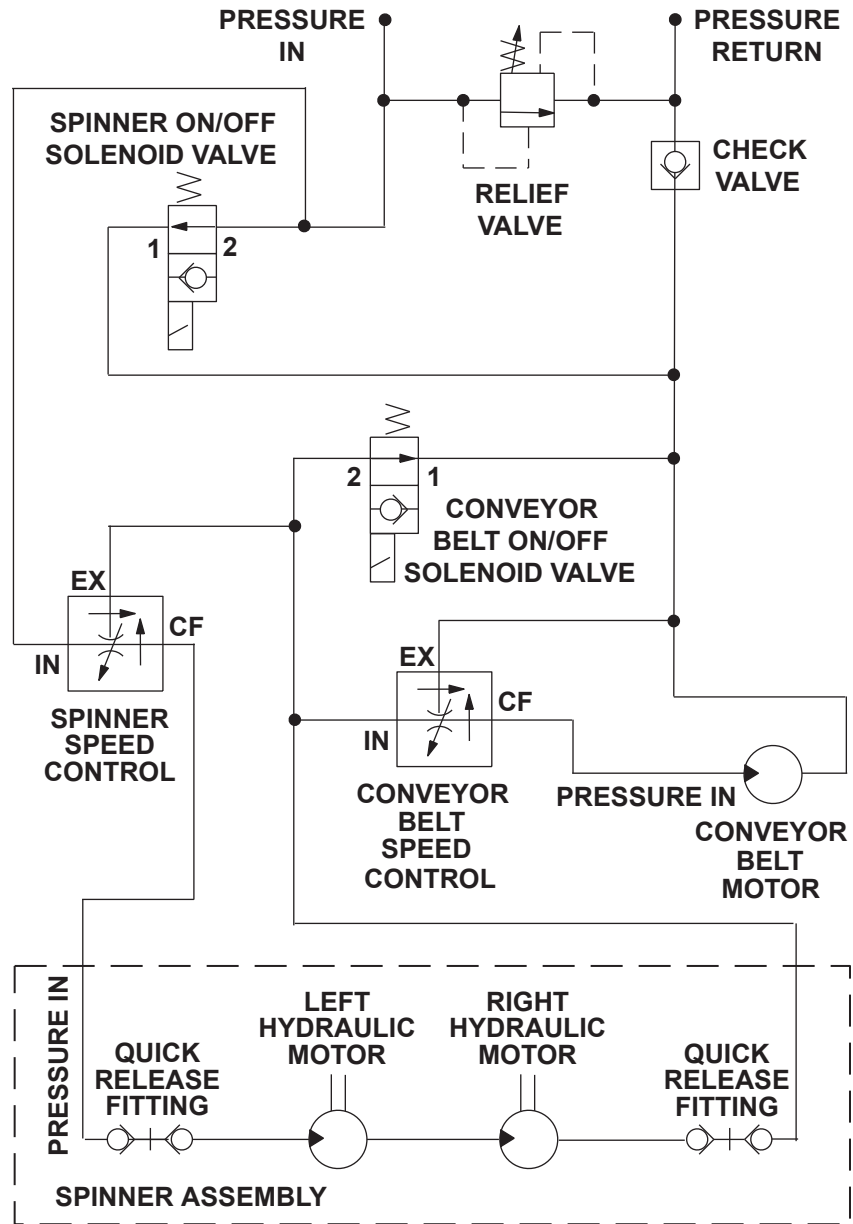 PRESSURE
IN
PRESSURE
RETURN
SPINNER ON/OFF
SOLENOID VALVE
CHECK
VALVE
RELIEF
VALVE
1
2
2
1
CONVEYOR
BELT ON/OFF
SOLENOID VALVE
EX
CF
IN
SPINNER
SPEED
CONTROL
EX
CF
IN
CONVEYOR
BELT
SPEED
CONTROL
PRESSURE IN
CONVEYOR
BELT
MOTOR
PRESSURE IN
QUICK
RELEASE
FITTING
LEFT
HYDRAULIC
MOTOR
RIGHT
HYDRAULIC
MOTOR
QUICK
RELEASE
FITTING
SPINNER ASSEMBLY